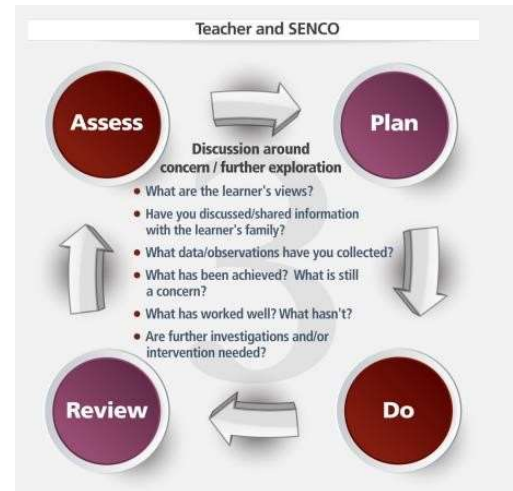 Teacher and SENCO
Assess
Plan
Discussion around
concern / further exploration
• What are the learner's views?
• Have you discussed/shared information
with the learner's family?
• What data/observations have you collected?
• What has been achieved? What is still
a concern?
• What has worked well? What hasn't?
• Are further investigations and/or
intervention needed?
3
Review
Do